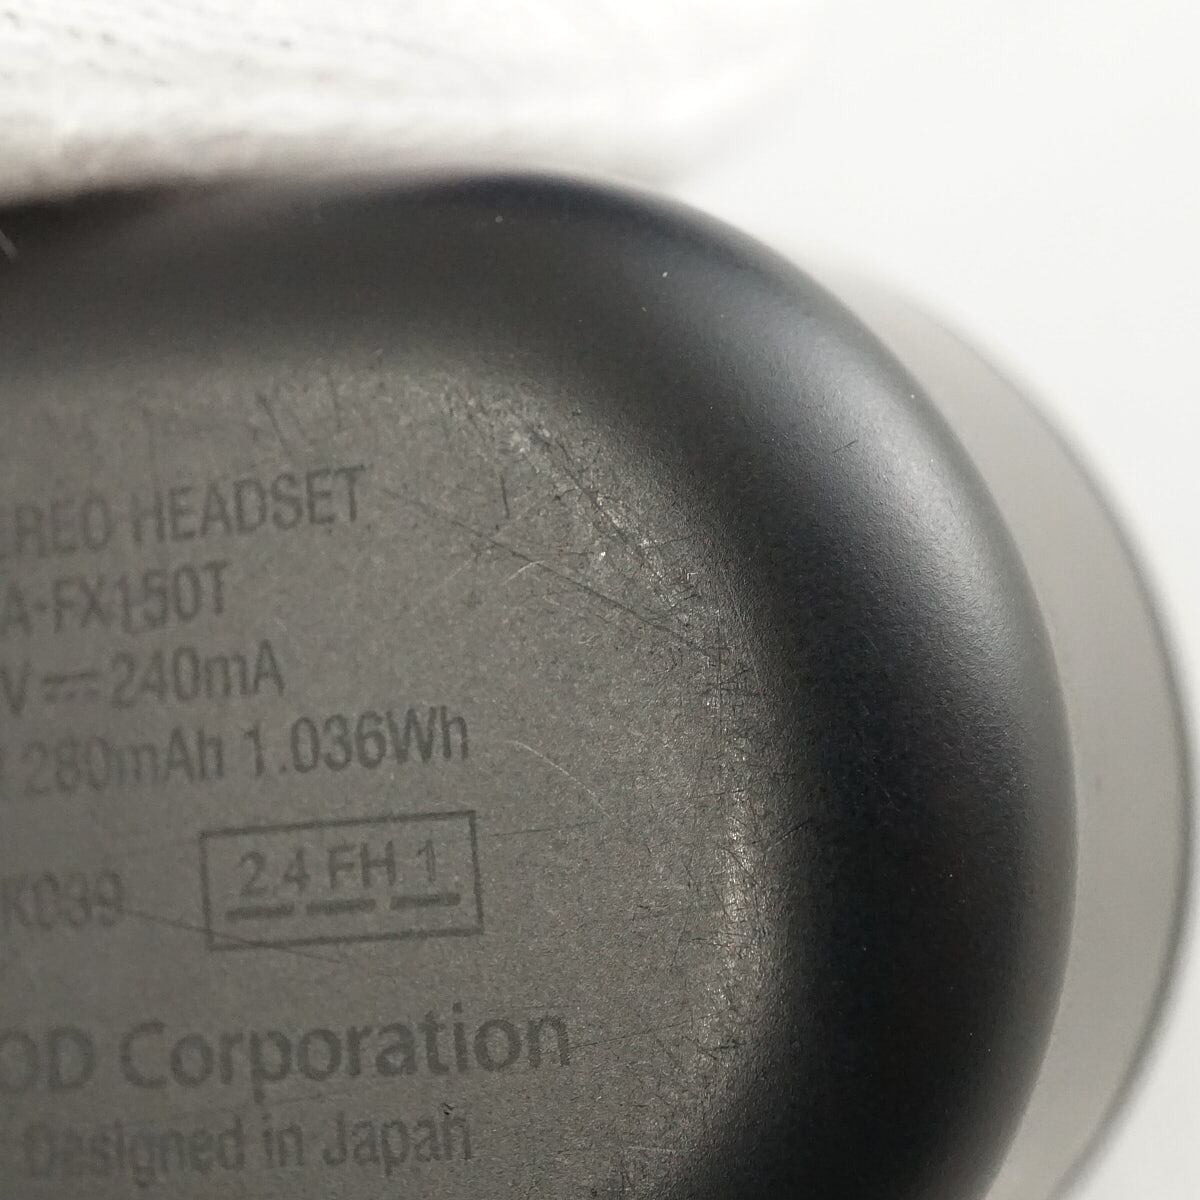 EREO HEADSET
A-FX150T
V⎓240mA
280mAh 1.036Wh
K039 2.4 FH 1
OD Corporation
Designed in Japan